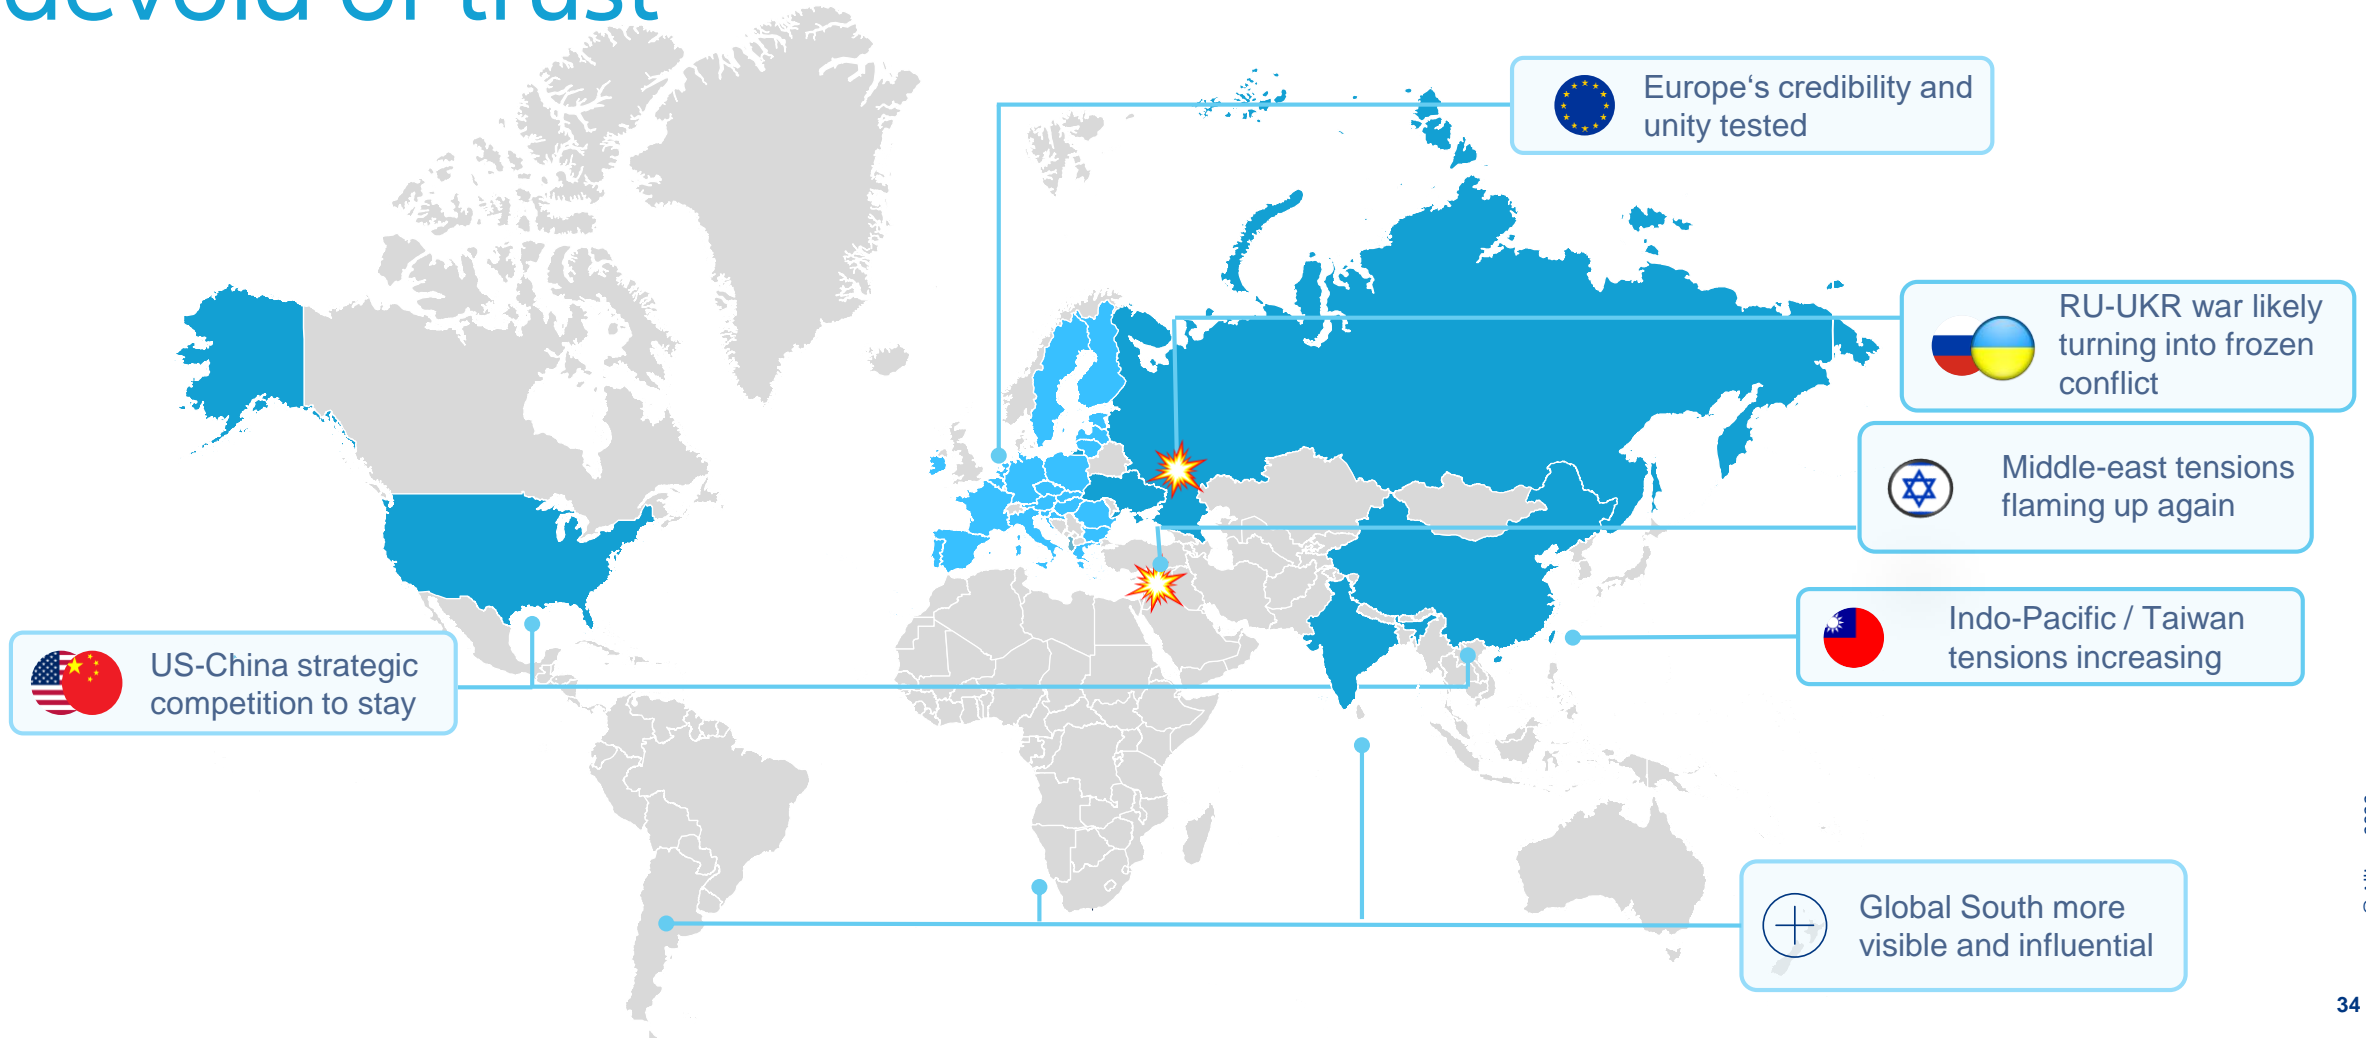 devoid of trust
Europe‘s credibility and
unity tested
RU-UKR war likely
turning into frozen
conflict
Middle-east tensions
flaming up again
Indo-Pacific / Taiwan
tensions increasing
US-China strategic
competition to stay
Global South more
visible and influential
34